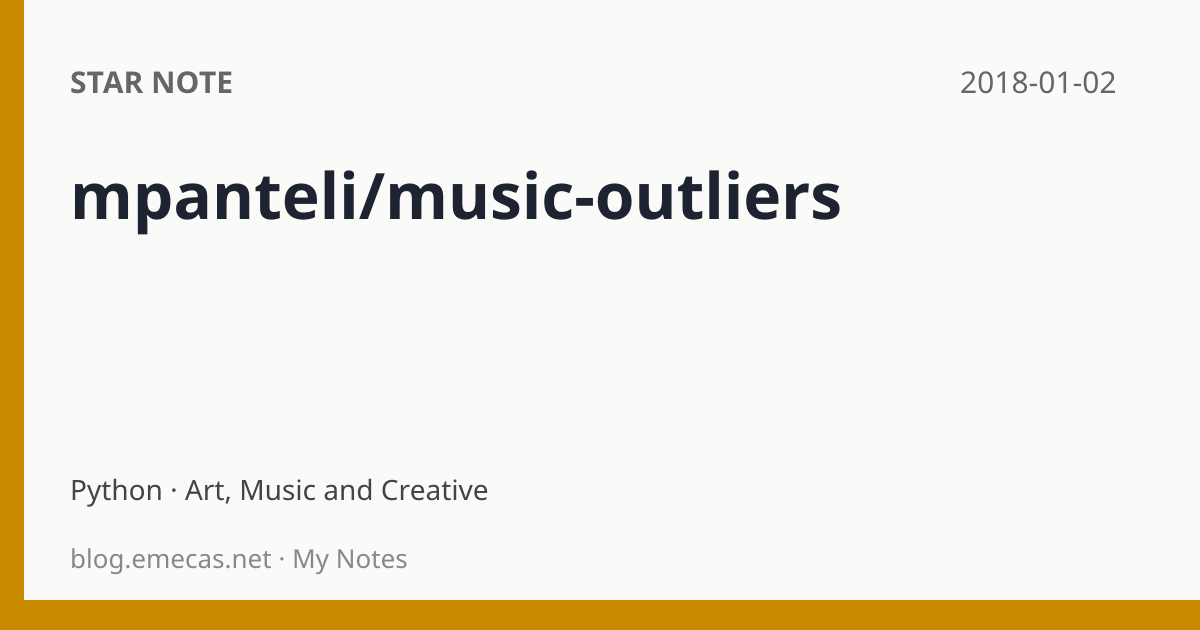 STAR NOTE 2018-01-02
mpanteli/music-outliers
Python · Art, Music and Creative
blog.emecas.net · My Notes